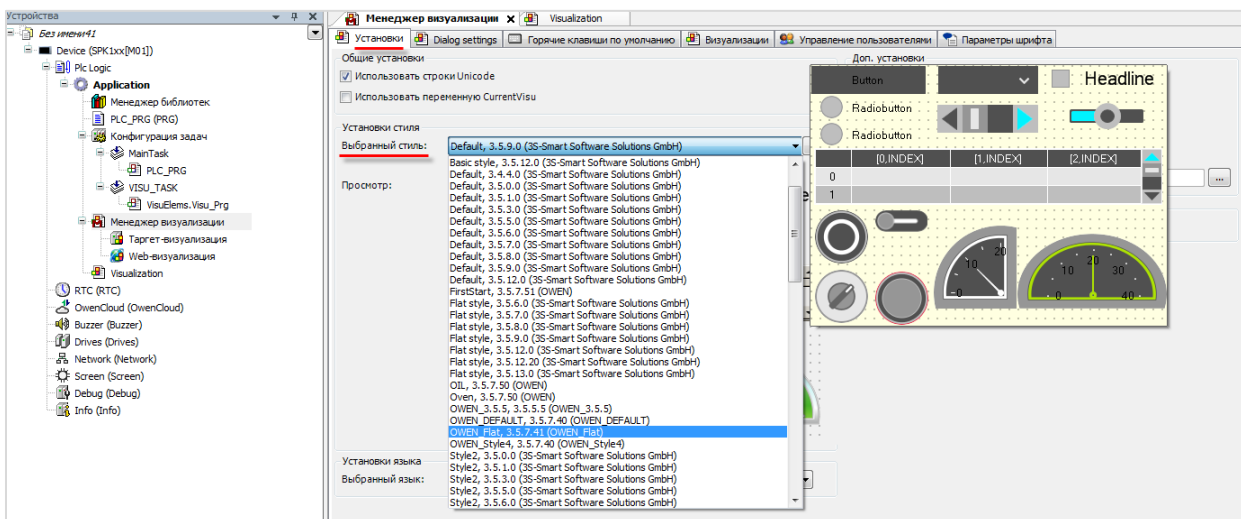 Устройства
Без имени41
Device (SPK1xx[M01])
Plc Logic
Application
Менеджер библиотек
PLC_PRG (PRG)
Конфигурация задач
MainTask
PLC_PRG
VISU_TASK
VisuElems.Visu_Prg
Менеджер визуализации
Таргет-визуализация
Web-визуализация
Visualization
RTC (RTC)
OwenCloud (OwenCloud)
Buzzer (Buzzer)
Drives (Drives)
Network (Network)
Screen (Screen)
Debug (Debug)
Info (Info)
Менеджер визуализации
Visualization
Установки
Dialog settings
Горячие клавиши по умолчанию
Визуализации
Управление пользователями
Параметры шрифта
Общие установки
Доп. установки
Использовать строки Unicode
Использовать переменную CurrentVisu
Установки стиля
Выбранный стиль:
Default, 3.5.9.0 (3S-Smart Software Solutions GmbH)
Просмотр:
Basic style, 3.5.12.0 (3S-Smart Software Solutions GmbH)
Default, 3.4.4.0 (3S-Smart Software Solutions GmbH)
Default, 3.5.0.0 (3S-Smart Software Solutions GmbH)
Default, 3.5.1.0 (3S-Smart Software Solutions GmbH)
Default, 3.5.3.0 (3S-Smart Software Solutions GmbH)
Default, 3.5.5.0 (3S-Smart Software Solutions GmbH)
Default, 3.5.6.0 (3S-Smart Software Solutions GmbH)
Default, 3.5.7.0 (3S-Smart Software Solutions GmbH)
Default, 3.5.8.0 (3S-Smart Software Solutions GmbH)
Default, 3.5.9.0 (3S-Smart Software Solutions GmbH)
Default, 3.5.12.0 (3S-Smart Software Solutions GmbH)
FirstStart, 3.5.7.51 (OWEN)
Flat style, 3.5.6.0 (3S-Smart Software Solutions GmbH)
Flat style, 3.5.7.0 (3S-Smart Software Solutions GmbH)
Flat style, 3.5.8.0 (3S-Smart Software Solutions GmbH)
Flat style, 3.5.9.0 (3S-Smart Software Solutions GmbH)
Flat style, 3.5.12.0 (3S-Smart Software Solutions GmbH)
Flat style, 3.5.12.20 (3S-Smart Software Solutions GmbH)
Flat style, 3.5.13.0 (3S-Smart Software Solutions GmbH)
OIL, 3.5.7.50 (OWEN)
Oven, 3.5.7.50 (OWEN)
OWEN_3.5.5, 3.5.5.5 (OWEN_3.5.5)
OWEN_DEFAULT, 3.5.7.40 (OWEN_DEFAULT)
OWEN_Flat, 3.5.7.41 (OWEN_Flat)
OWEN_Style4, 3.5.7.40 (OWEN_Style4)
Style2, 3.5.0.0 (3S-Smart Software Solutions GmbH)
Style2, 3.5.1.0 (3S-Smart Software Solutions GmbH)
Style2, 3.5.3.0 (3S-Smart Software Solutions GmbH)
Style2, 3.5.5.0 (3S-Smart Software Solutions GmbH)
Style2, 3.5.6.0 (3S-Smart Software Solutions GmbH)
Установки языка
Выбранный язык:
Button
Headline
Radiobutton
Radiobutton
[0,INDEX] [1,INDEX] [2,INDEX]
0
1
0 10 20
0 10 20 30 40
...